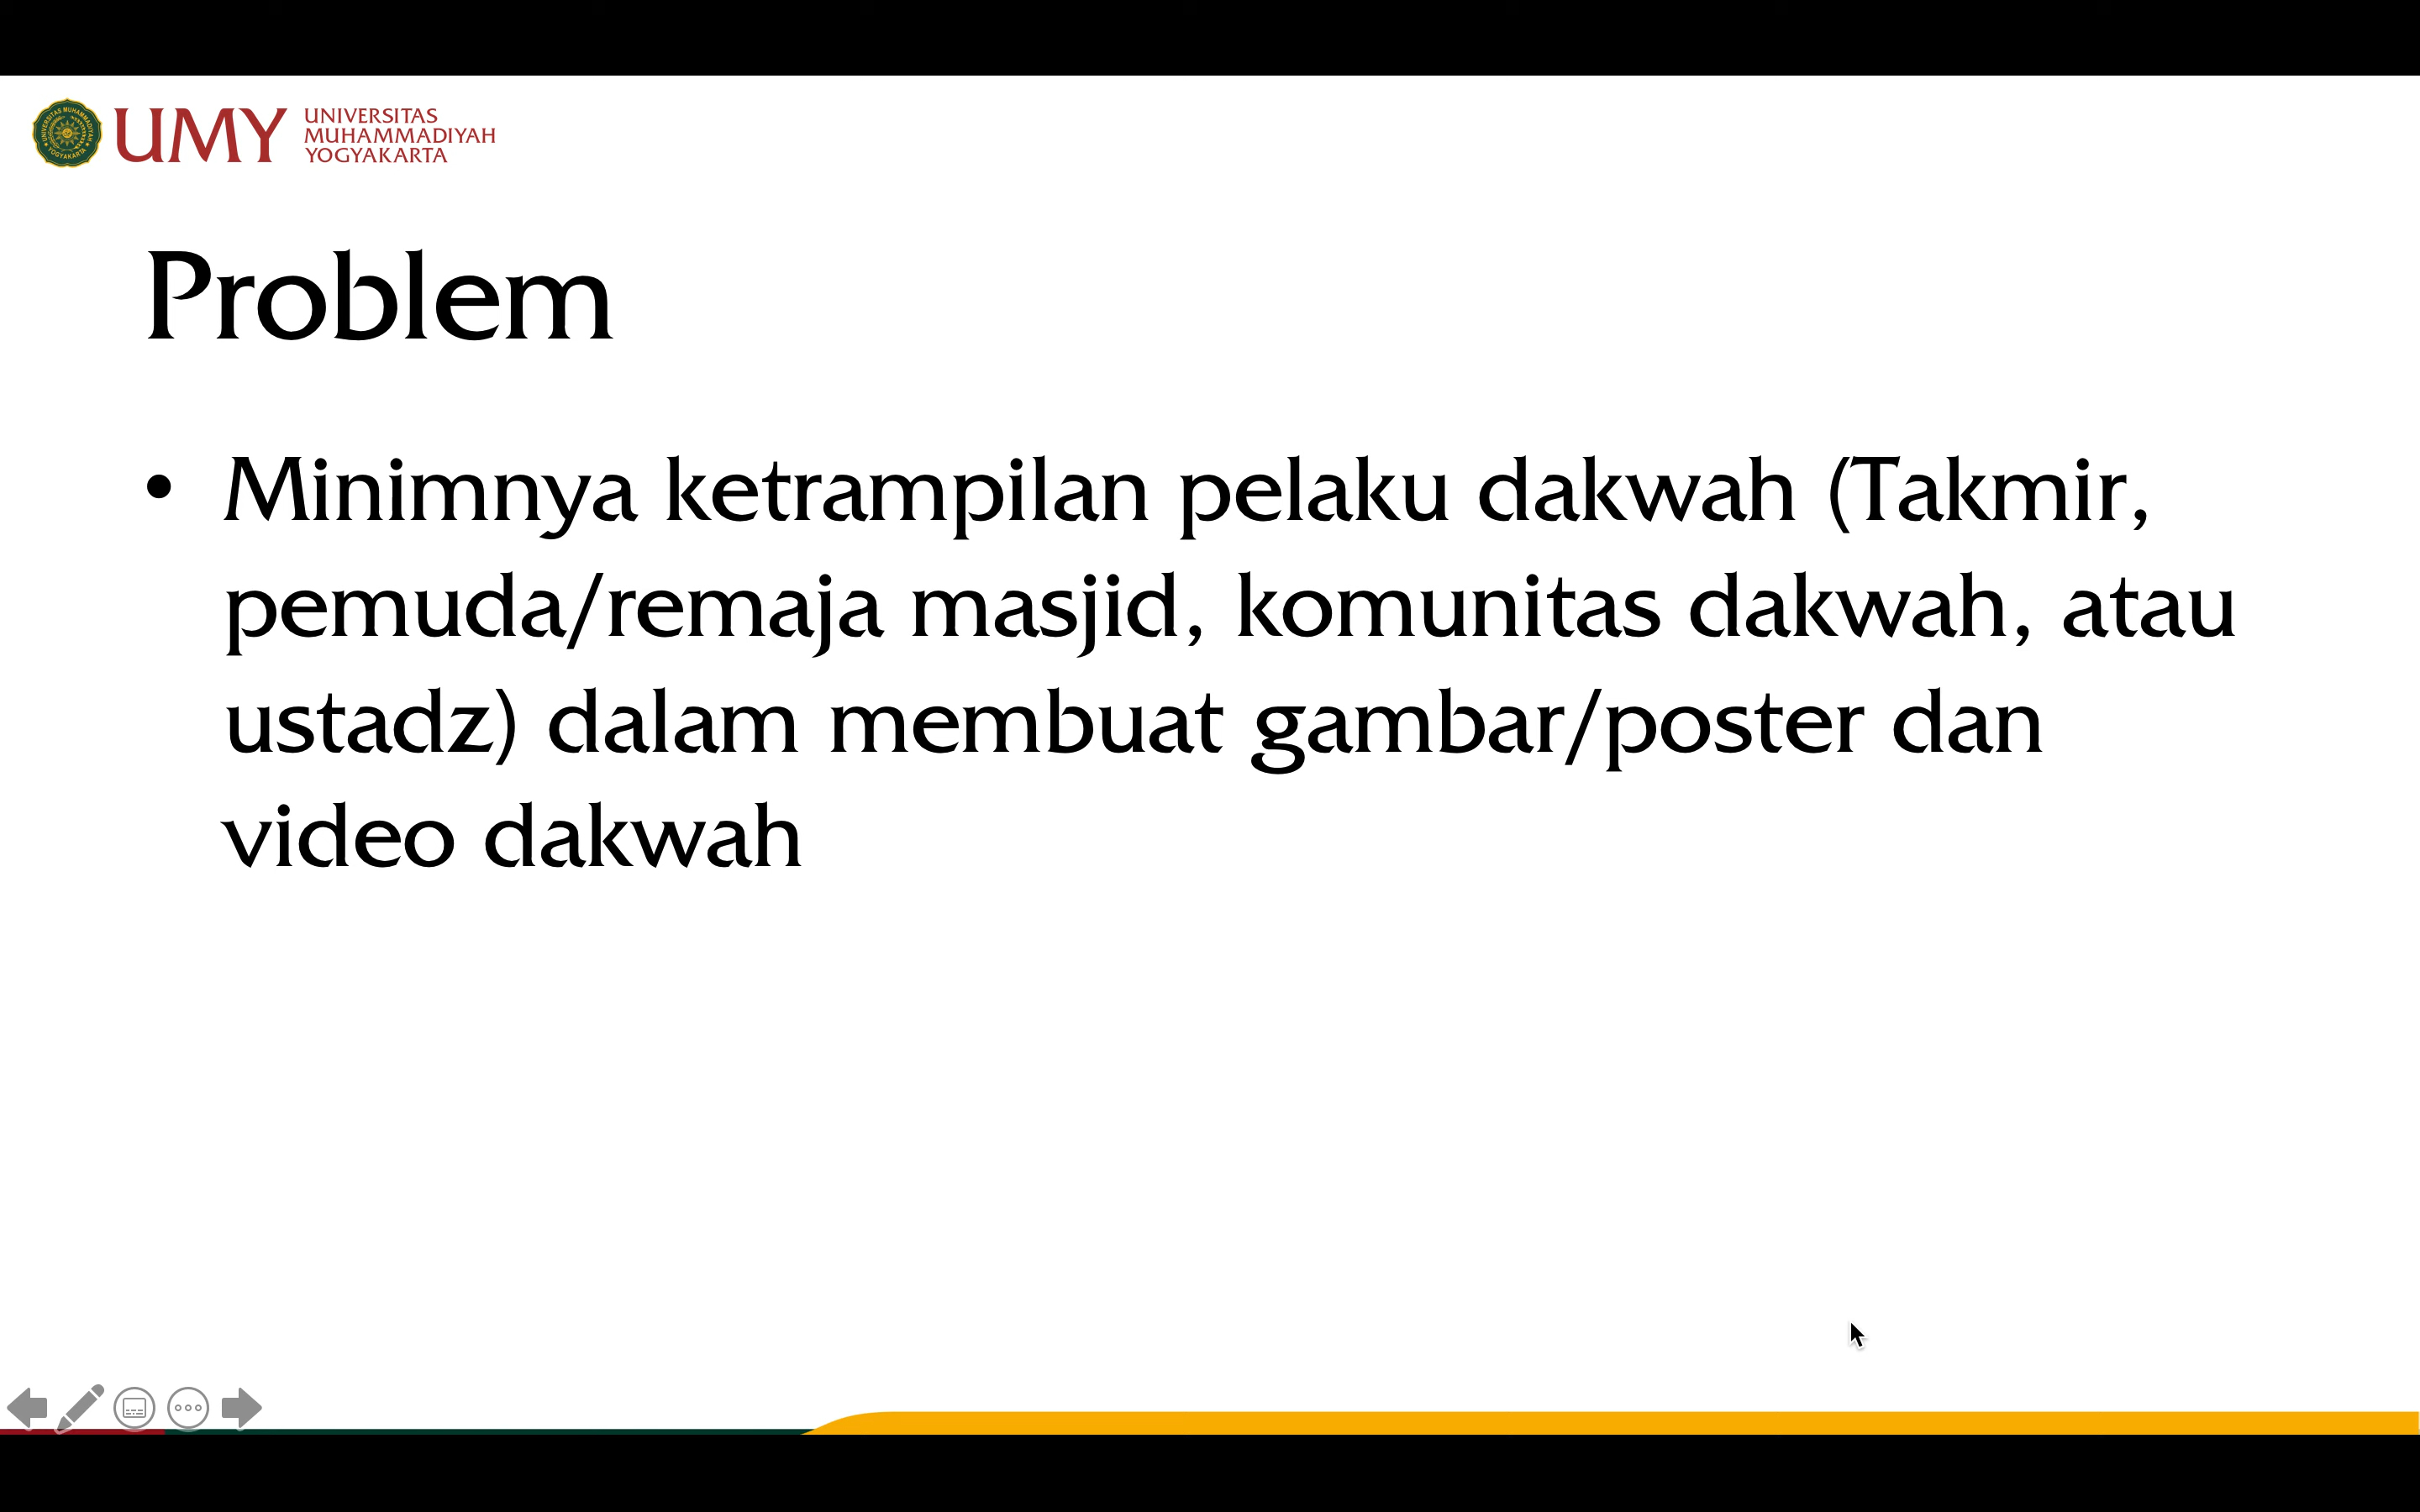 UMY
UNIVERSITAS
MUHAMMADIYAH
YOGYAKARTA
Problem
• Minimnya ketrampilan pelaku dakwah (Takmir,
pemuda/remaja masjid, komunitas dakwah, atau
ustadz) dalam membuat gambar/poster dan
video dakwah